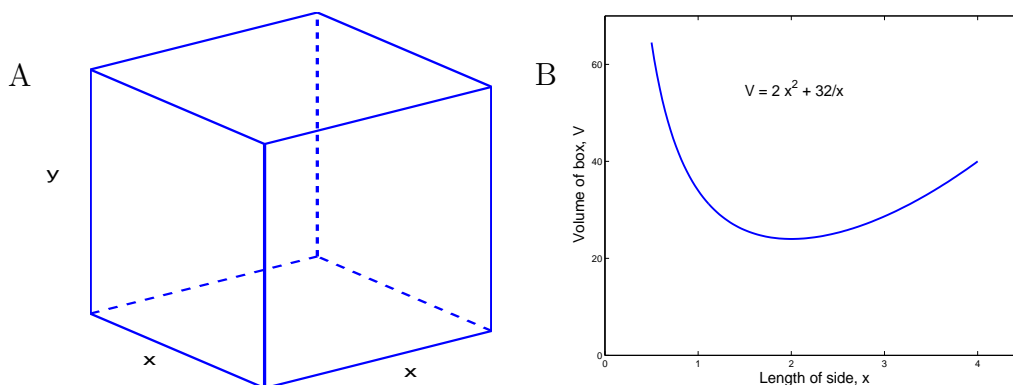 A
y
x
x
B
V = 2 x² + 32/x
Volume of box, V
60
40
20
0
0 1 2 3 4
Length of side, x